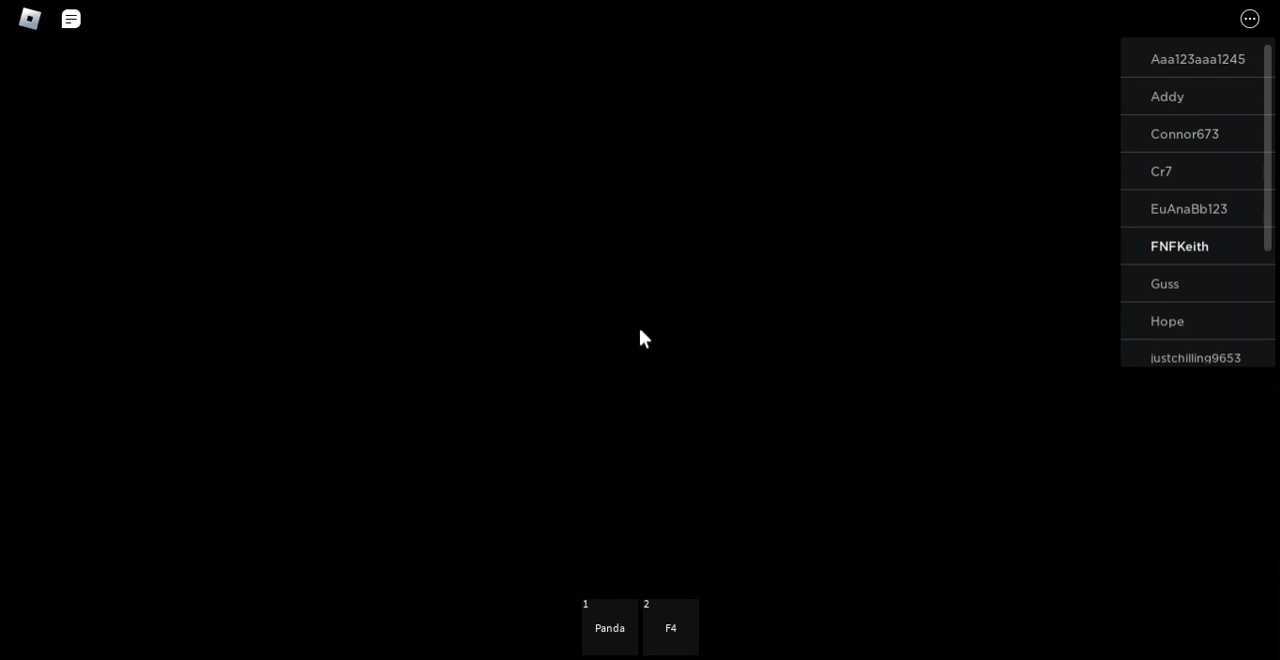 Aaa123aaa1245
Addy
Connor673
Cr7
EuAnaBb123
FNFKeith
Guss
Hope
justchilling9653
1
Panda
2
F4